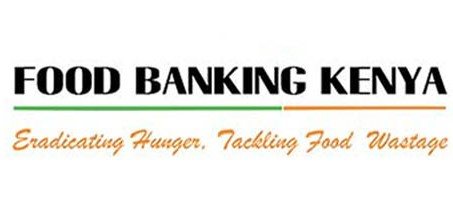 FOOD BANKING KENYA
Eradicating Hunger, Tackling Food Wastage